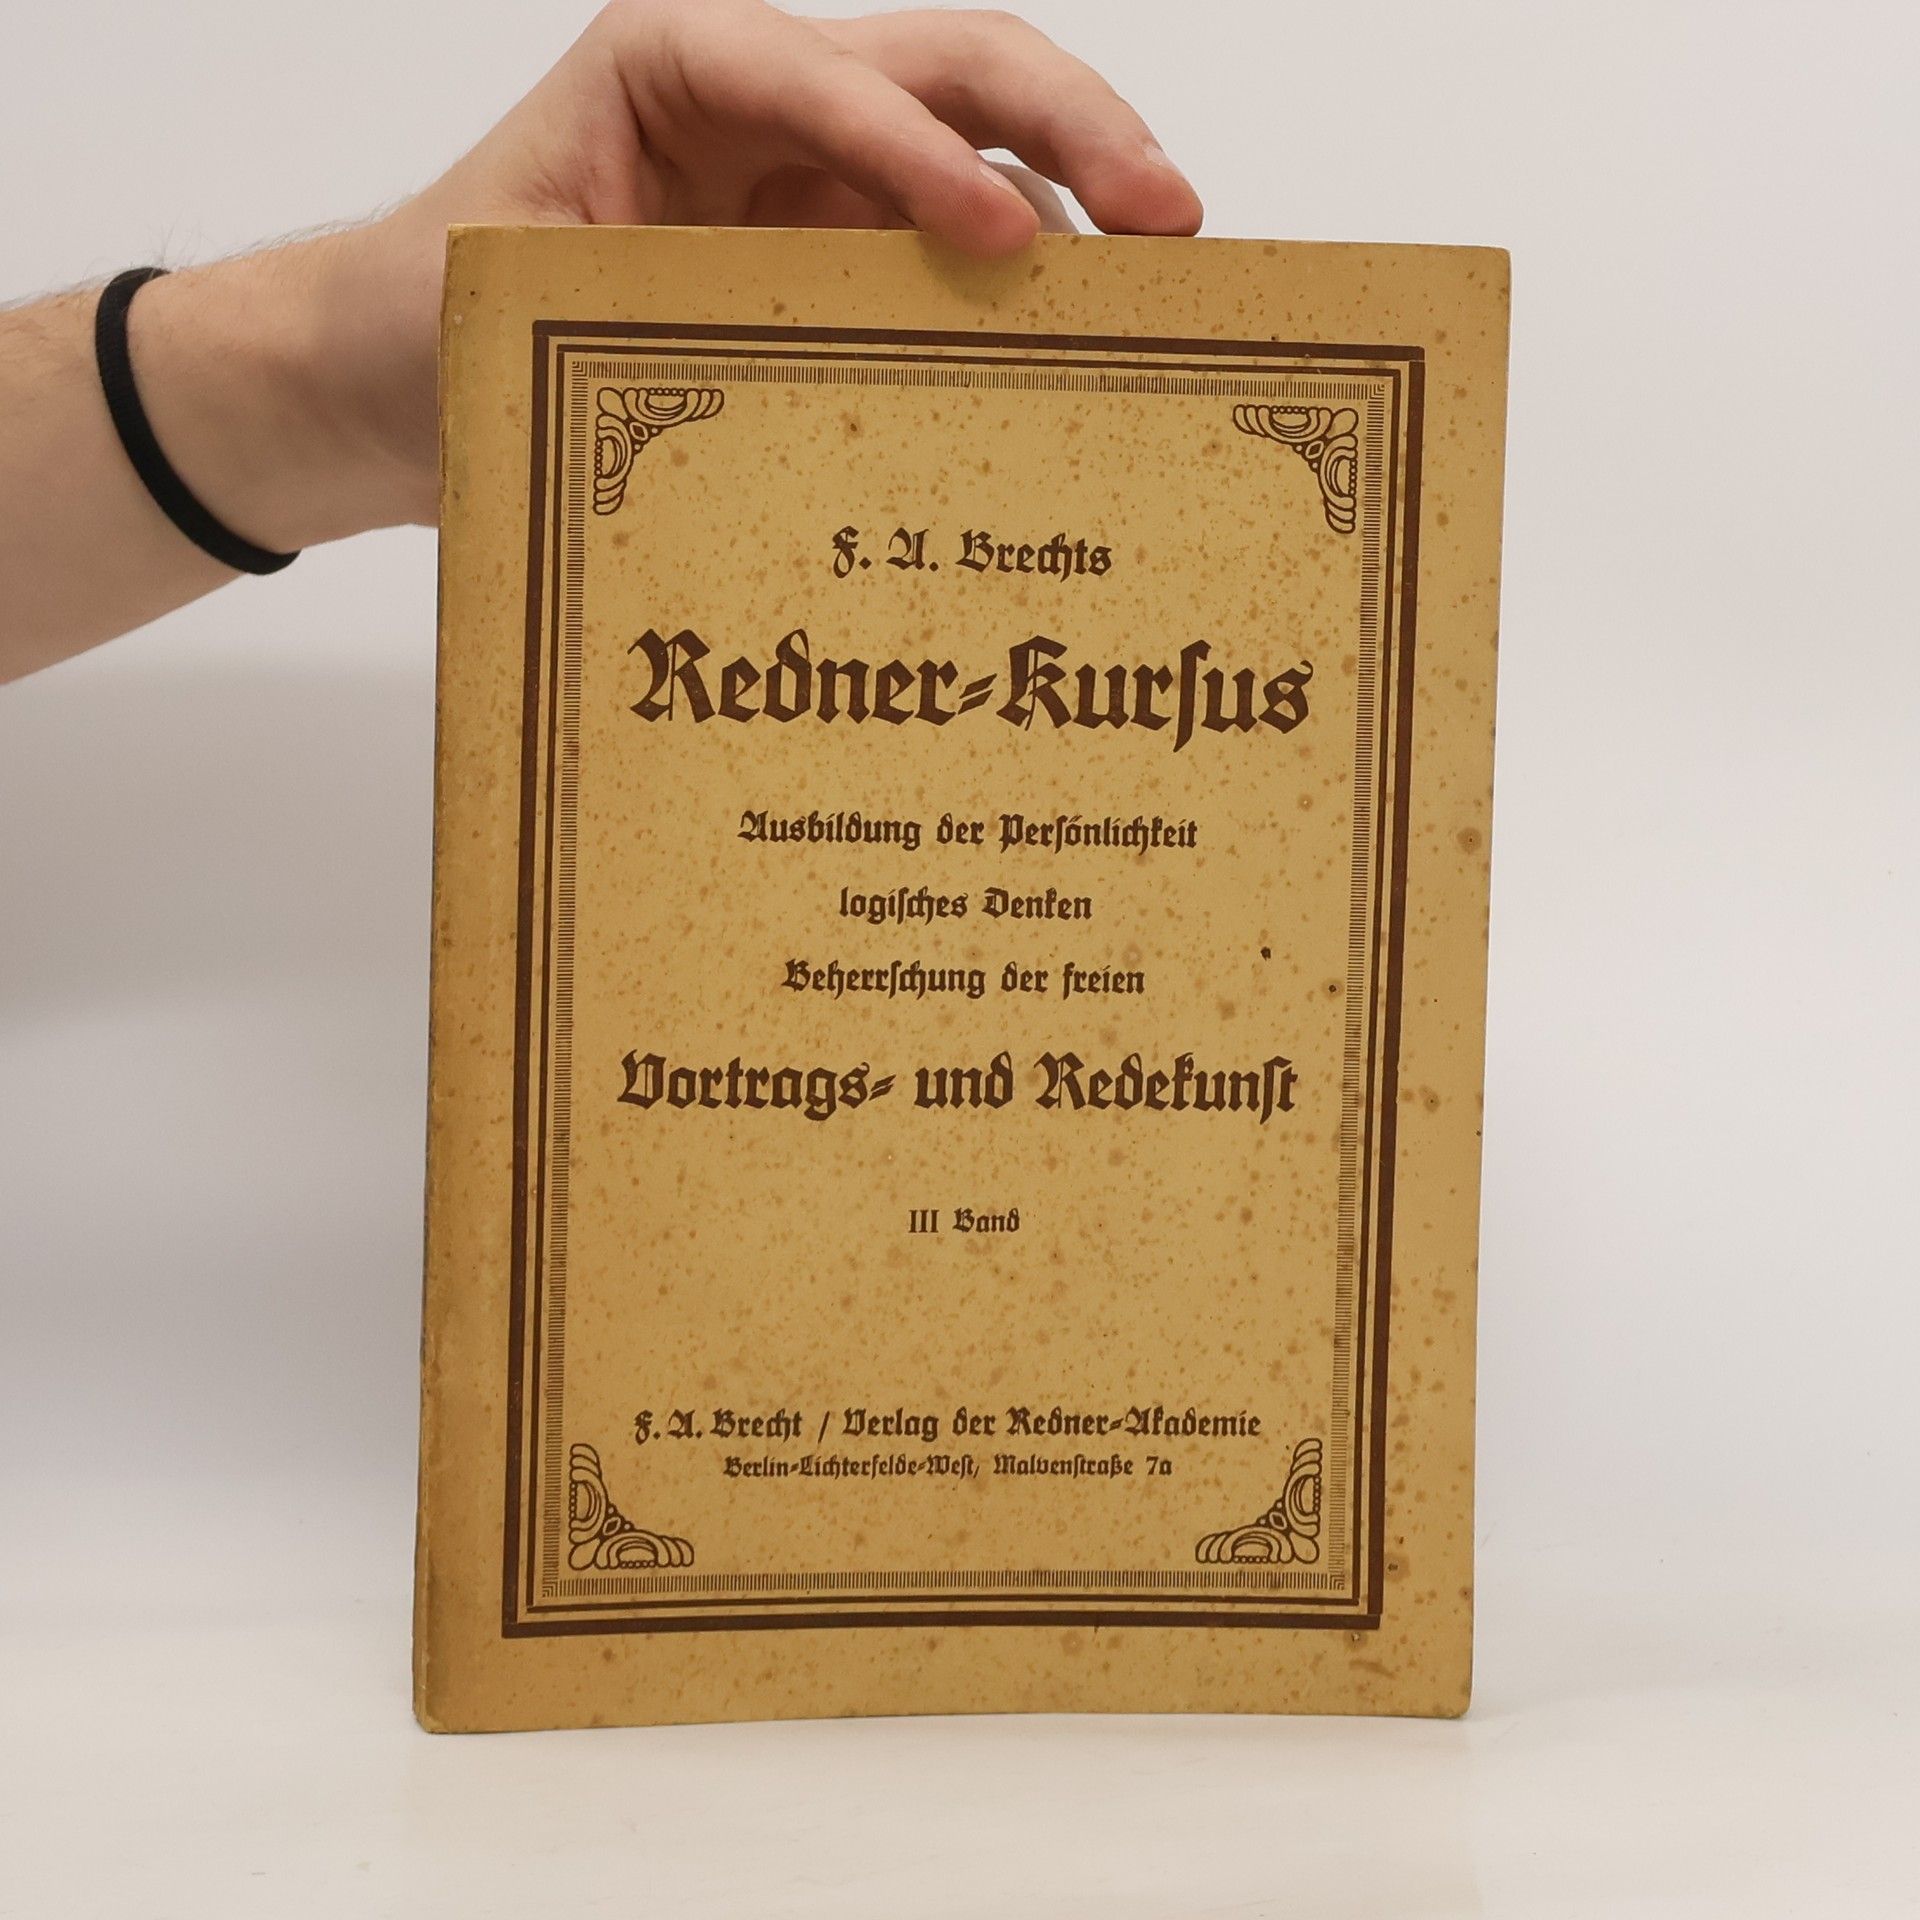 F. A. Brechts
Redner-Kurſus
Ausbildung der Perſönlichkeit
logiſches Denken
Beherrſchung der freien
Vortrags- und Redekunſt
III Band
F. A. Brecht / Verlag der Redner-Akademie
Berlin-Lichterfelde-Weſt, Malvenſtraße 7a